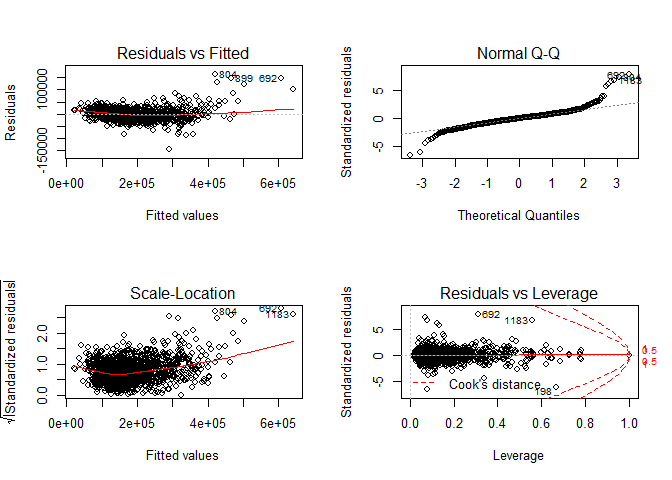 Residuals vs Fitted
Residuals
-150000
100000
804
899
692
0e+00
2e+05
4e+05
6e+05
Fitted values
Normal Q-Q
Standardized residuals
-5
5
692
1183
-3
-2
-1
0
1
2
3
Theoretical Quantiles
Scale-Location
√|Standardized residuals|
0.0
1.0
2.0
804
692
1183
0e+00
2e+05
4e+05
6e+05
Fitted values
Residuals vs Leverage
Standardized residuals
-5
0
5
692
1183
198
Cook's distance
0.5
0.5
0.0
0.2
0.4
0.6
0.8
1.0
Leverage